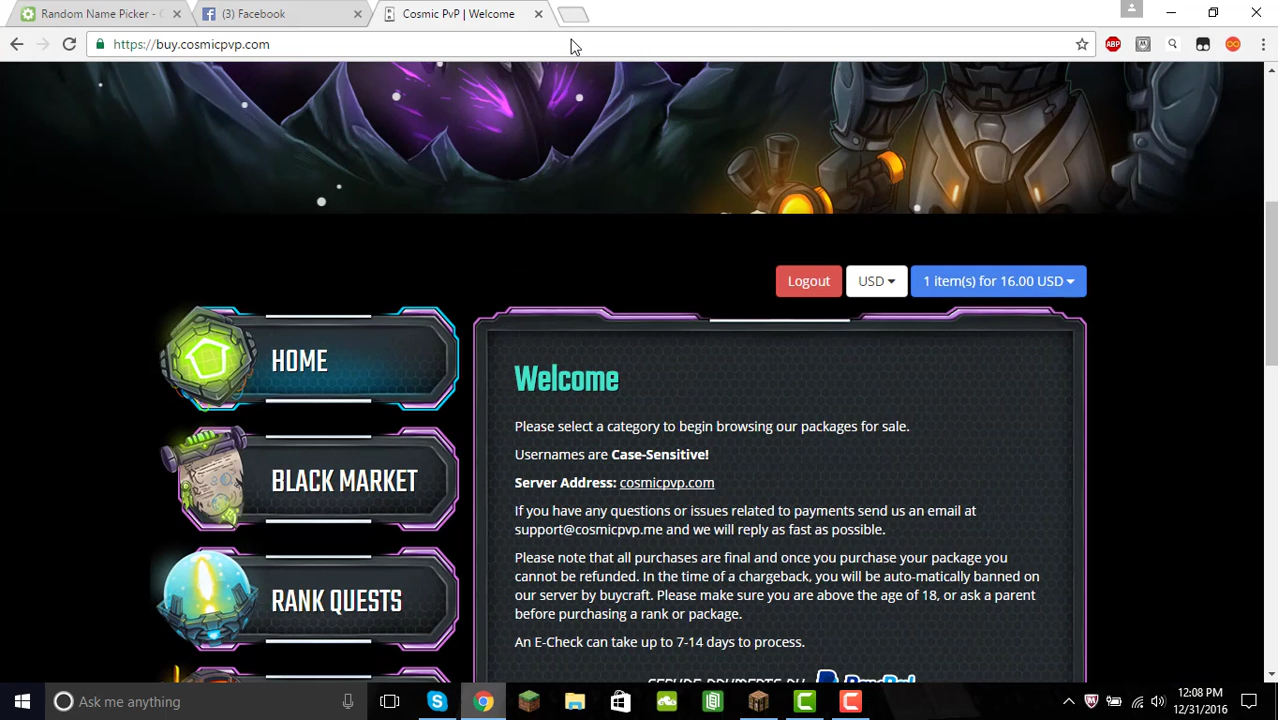 Random Name Picker - C
(3) Facebook
Cosmic PvP | Welcome
https://buy.cosmicpvp.com
ABP
Logout
USD
1 item(s) for 16.00 USD
HOME
BLACK MARKET
RANK QUESTS
Welcome
Please select a category to begin browsing our packages for sale.
Usernames are Case-Sensitive!
Server Address: cosmicpvp.com
If you have any questions or issues related to payments send us an email at
support@cosmicpvp.me and we will reply as fast as possible.
Please note that all purchases are final and once you purchase your package you
cannot be refunded. In the time of a chargeback, you will be auto-matically banned on
our server by buycraft. Please make sure you are above the age of 18, or ask a parent
before purchasing a rank or package.
An E-Check can take up to 7-14 days to process.
SECURE PAYMENTS BY PayPal
Ask me anything
12:08 PM
12/31/2016